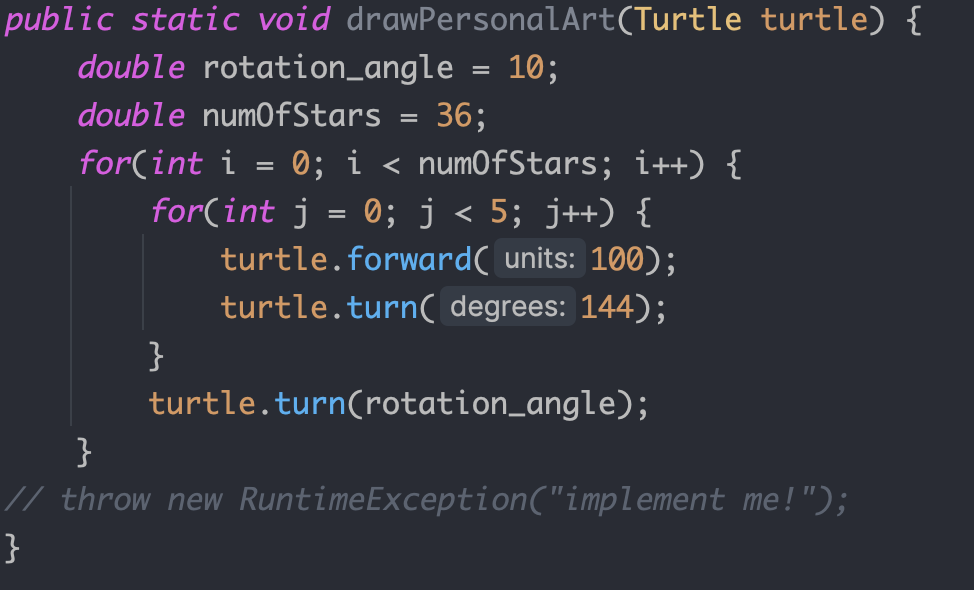 public static void drawPersonalArt(Turtle turtle) {
    double rotation_angle = 10;
    double numOfStars = 36;
    for(int i = 0; i < numOfStars; i++) {
        for(int j = 0; j < 5; j++) {
            turtle.forward( units: 100);
            turtle.turn( degrees: 144);
        }
        turtle.turn(rotation_angle);
    }
// throw new RuntimeException("implement me!");
}